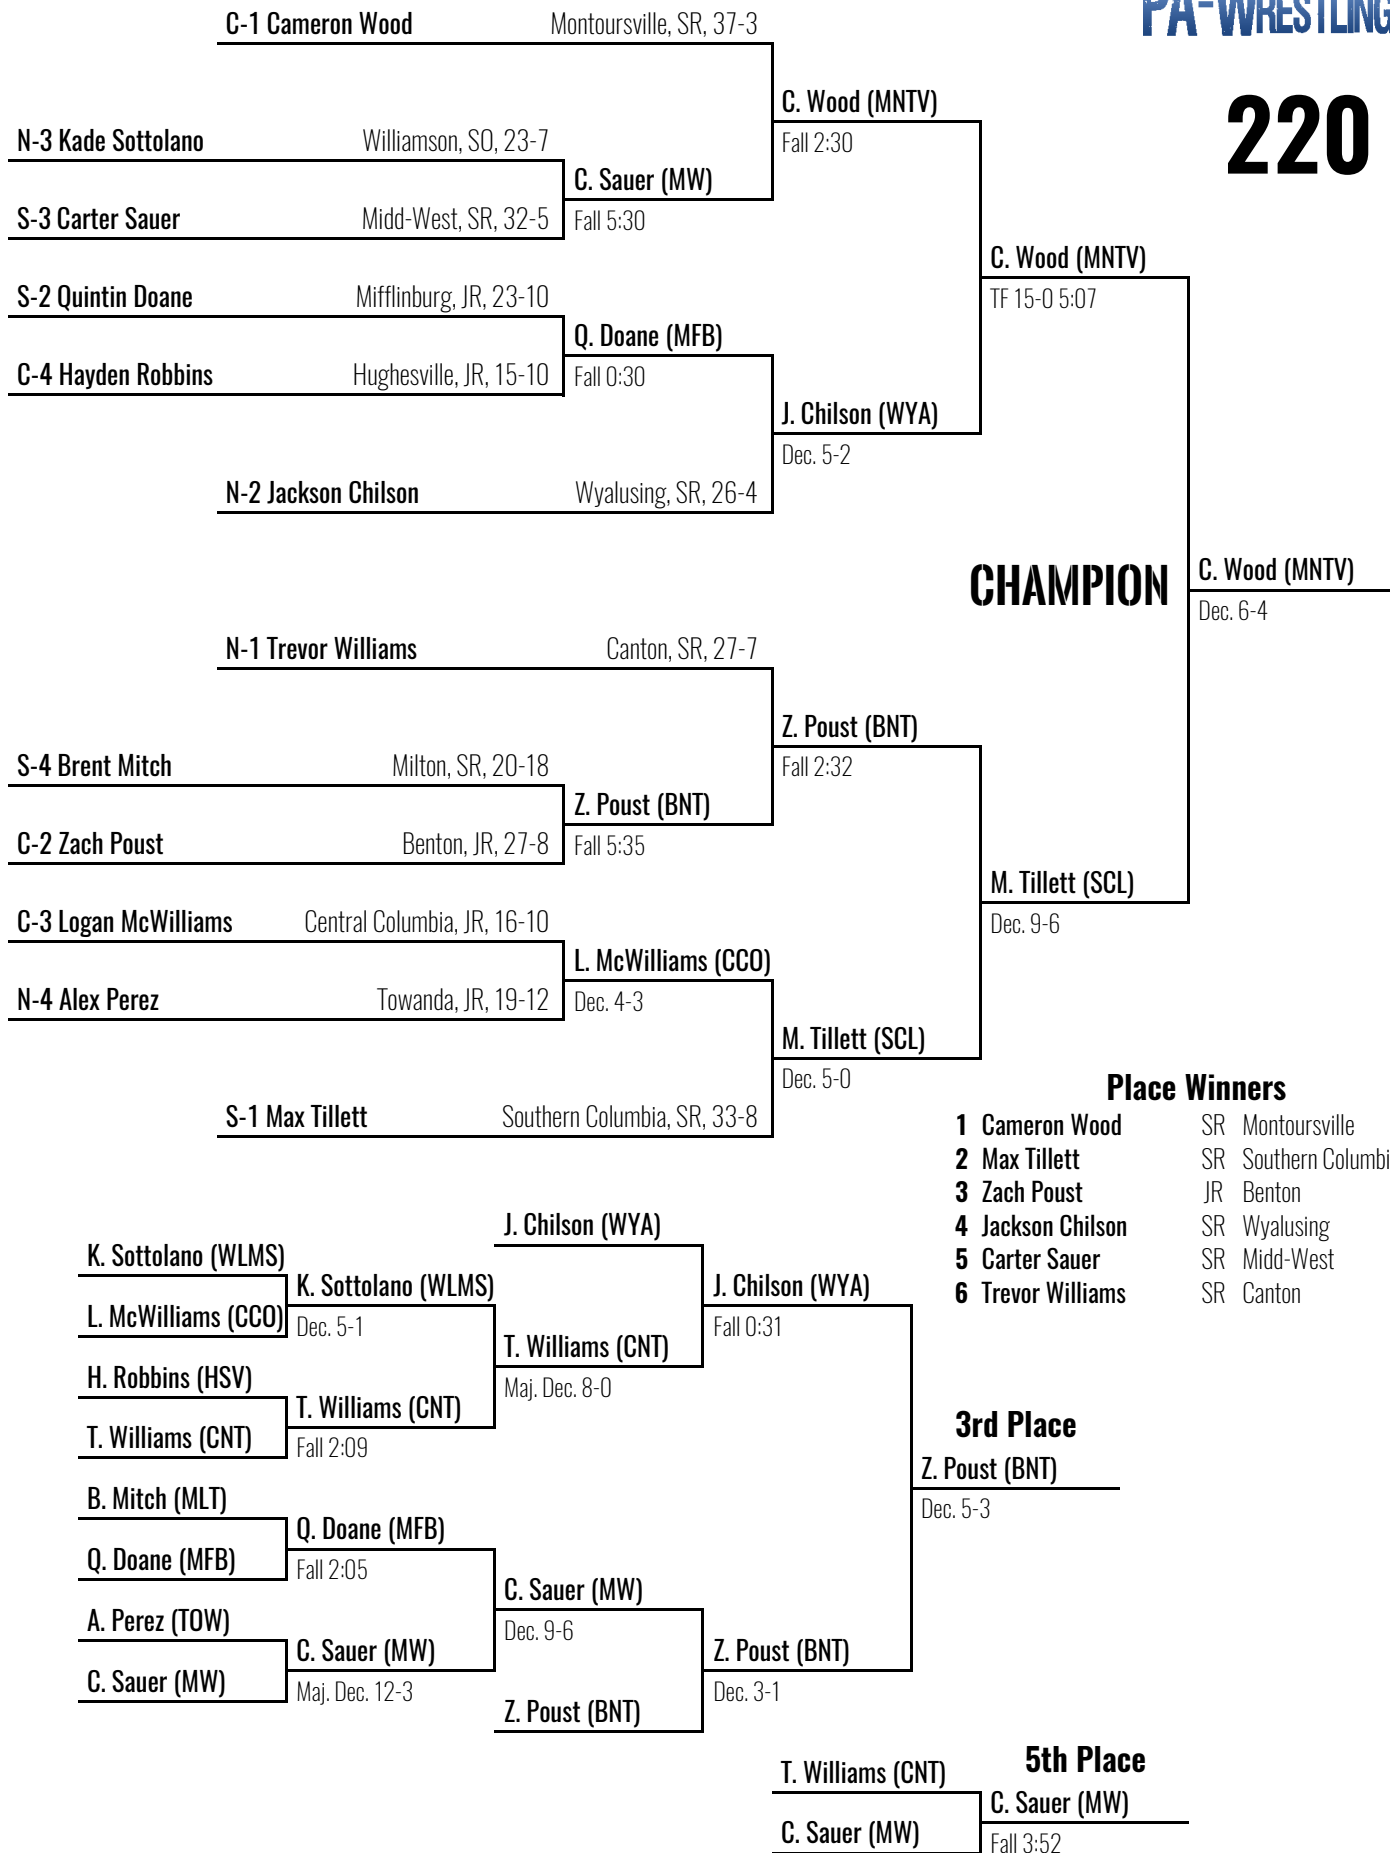 PA-WRESTLING
220
C-1 Cameron Wood Montoursville, SR, 37-3
C. Wood (MNTV)
Fall 2:30
N-3 Kade Sottolano Williamson, SO, 23-7
C. Sauer (MW)
Fall 5:30
S-3 Carter Sauer Midd-West, SR, 32-5
C. Wood (MNTV)
TF 15-0 5:07
S-2 Quintin Doane Mifflinburg, JR, 23-10
Q. Doane (MFB)
Fall 0:30
C-4 Hayden Robbins Hughesville, JR, 15-10
J. Chilson (WYA)
Dec. 5-2
N-2 Jackson Chilson Wyalusing, SR, 26-4
CHAMPION
C. Wood (MNTV)
Dec. 6-4
N-1 Trevor Williams Canton, SR, 27-7
Z. Poust (BNT)
Fall 2:32
S-4 Brent Mitch Milton, SR, 20-18
Z. Poust (BNT)
Fall 5:35
C-2 Zach Poust Benton, JR, 27-8
M. Tillett (SCL)
Dec. 9-6
C-3 Logan McWilliams Central Columbia, JR, 16-10
L. McWilliams (CCO)
Dec. 4-3
N-4 Alex Perez Towanda, JR, 19-12
M. Tillett (SCL)
Dec. 5-0
S-1 Max Tillett Southern Columbia, SR, 33-8
Place Winners
1 Cameron Wood SR Montoursville
2 Max Tillett SR Southern Columbi
3 Zach Poust JR Benton
4 Jackson Chilson SR Wyalusing
5 Carter Sauer SR Midd-West
6 Trevor Williams SR Canton
J. Chilson (WYA)
K. Sottolano (WLMS)
K. Sottolano (WLMS)
Dec. 5-1
L. McWilliams (CCO)
J. Chilson (WYA)
Fall 0:31
T. Williams (CNT)
Maj. Dec. 8-0
H. Robbins (HSV)
T. Williams (CNT)
Fall 2:09
T. Williams (CNT)
3rd Place
Z. Poust (BNT)
Dec. 5-3
B. Mitch (MLT)
Q. Doane (MFB)
Fall 2:05
Q. Doane (MFB)
C. Sauer (MW)
Dec. 9-6
A. Perez (TOW)
C. Sauer (MW)
Maj. Dec. 12-3
C. Sauer (MW)
Z. Poust (BNT)
Dec. 3-1
Z. Poust (BNT)
5th Place
T. Williams (CNT)
C. Sauer (MW)
Fall 3:52
C. Sauer (MW)